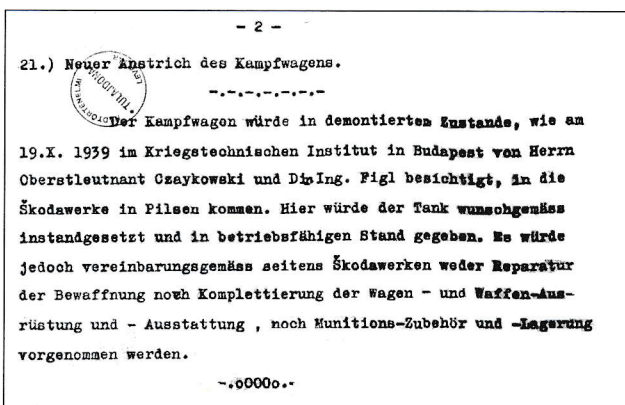 - 2 -
21.) Neuer Anstrich des Kampfwagens.
-.-.-.-.-.-.-
Der Kampfwagon würde in demontiertem Zustande, wie am
19.X. 1939 im Kriegstechnischen Institut in Budapest von Herrn
Oberstleutnant Czaykowski und Dip Ing. Figl besichtigt, in die
Škodawerke in Pilsen kommen. Hier würde der Tank wunschgemäss
instandgesetzt und in betriebsfähigen Stand gegeben. Es würde
jedoch vereinbarungsgemäss seitens Škodawerken weder Reparatur
der Bewaffnung noch Komplettierung der Wagen - und Waffen-Aus-
rüstung und - Ausstattung , noch Munitions-Zubehör und -Lagerung
vorgenommen werden.
-.oOOOo.-